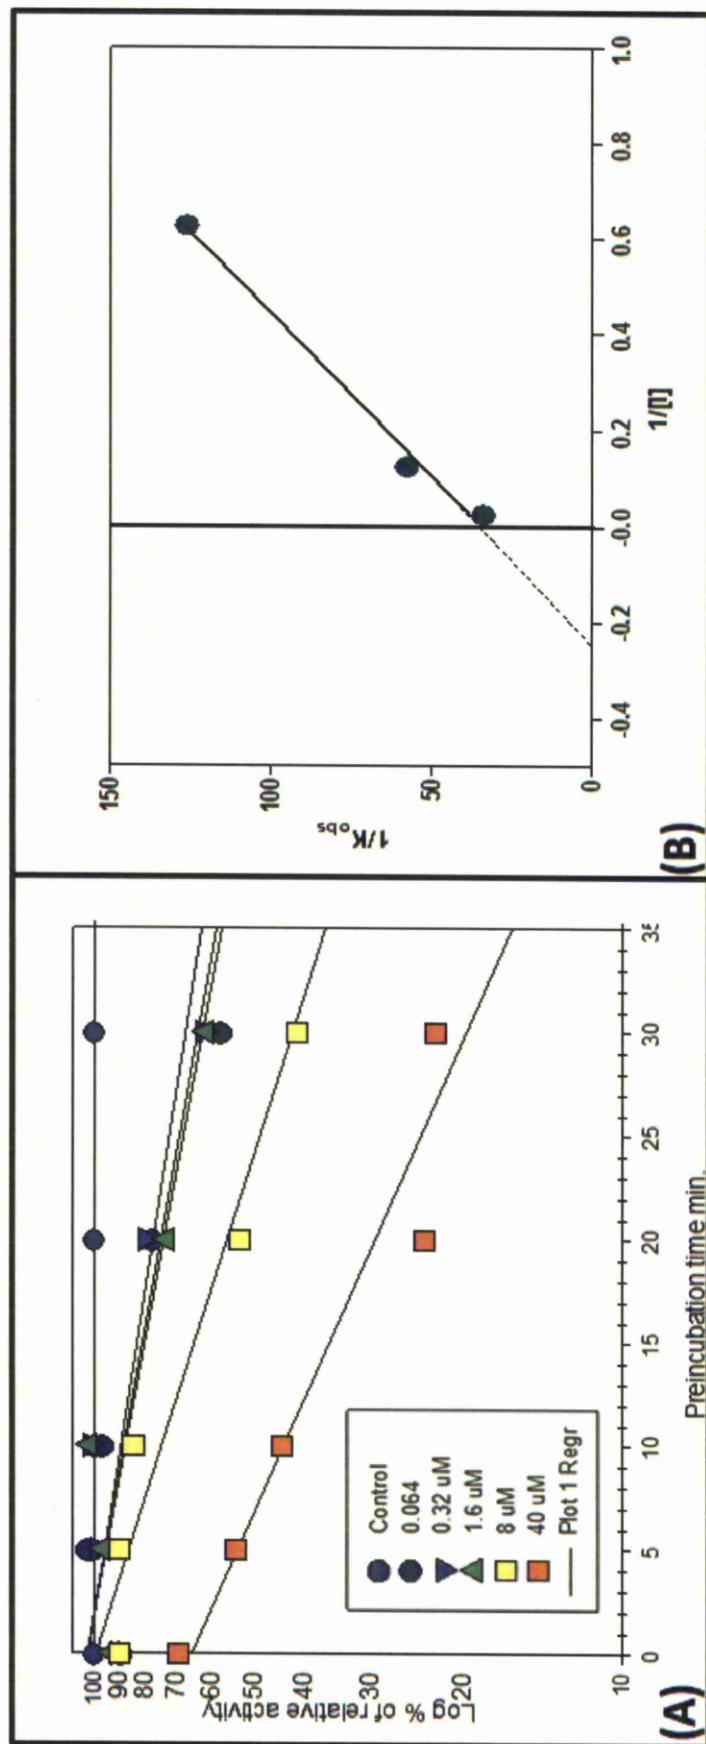 Log % of relative activity
100
90
80
70
60
50
40
30
20
10
Control
0.064
0.32 uM
1.6 uM
8 uM
40 uM
Plot 1 Regr
0
5
10
15
20
25
30
35
Preincubation time min.
(A)
1/K obs
150
100
50
0
-0.4
-0.2
-0.0
0.2
0.4
0.6
0.8
1.0
1/[I]
(B)